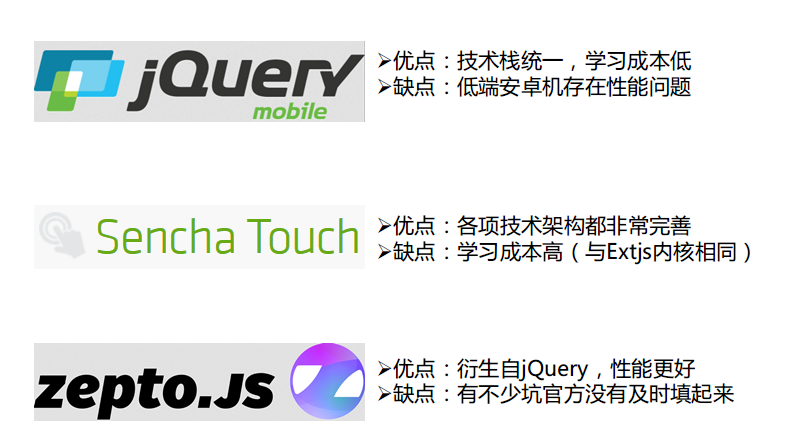 jQuery
mobile
➢优点：技术栈统一，学习成本低
➢缺点：低端安卓机存在性能问题
Sencha Touch
➢优点：各项技术架构都非常完善
➢缺点：学习成本高（与Extjs内核相同）
zepto.JS
➢优点：衍生自jQuery，性能更好
➢缺点：有不少坑官方没有及时填起来